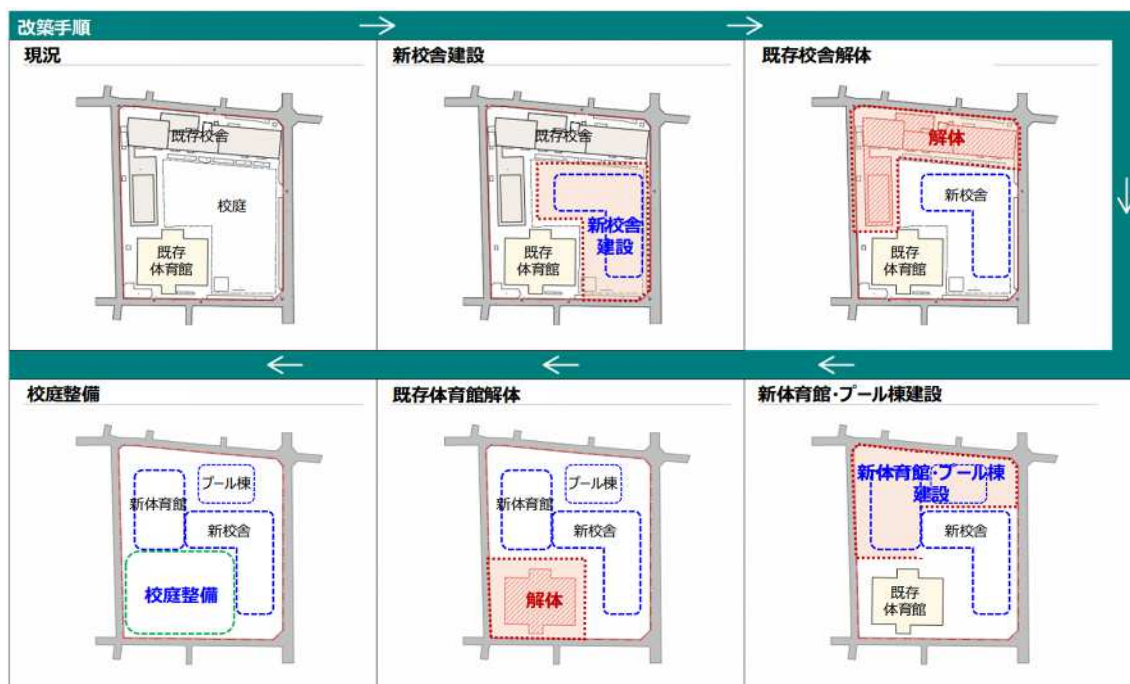 改築手順
現況
既存校舎
校庭
既存
体育館
新校舎建設
既存校舎
新校舎
建設
既存
体育館
既存校舎解体
解体
新校舎
既存
体育館
新体育館・プール棟建設
新体育館・プール棟
建設
新校舎
既存
体育館
既存体育館解体
プール棟
新体育館
新校舎
解体
校庭整備
プール棟
新体育館
新校舎
校庭整備